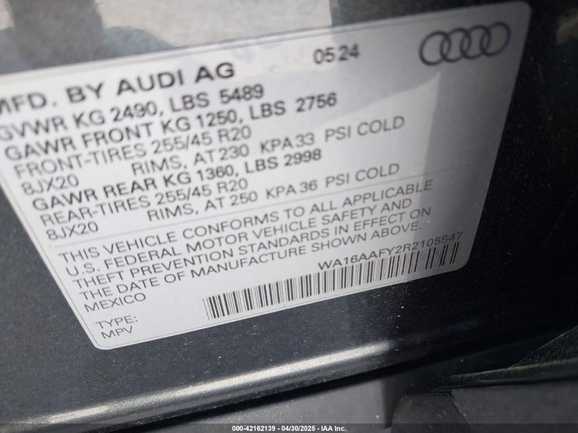 MFD. BY AUDI AG 05 24
GVWR KG 2490, LBS 5489
GAWR FRONT KG 1250, LBS 2756
FRONT-TIRES 255/45 R20
8JX20 RIMS, AT 230 KPA 33 PSI COLD
GAWR REAR KG 1360, LBS 2998
REAR-TIRES 255/45 R20
8JX20 RIMS, AT 250 KPA 36 PSI COLD
THIS VEHICLE CONFORMS TO ALL APPLICABLE
U.S. FEDERAL MOTOR VEHICLE SAFETY AND
THEFT PREVENTION STANDARDS IN EFFECT ON
THE DATE OF MANUFACTURE SHOWN ABOVE.
MEXICO WA16AAFY2R2105547
TYPE:
MPV
000-42162139 - 04/30/2025 - IAA Inc.